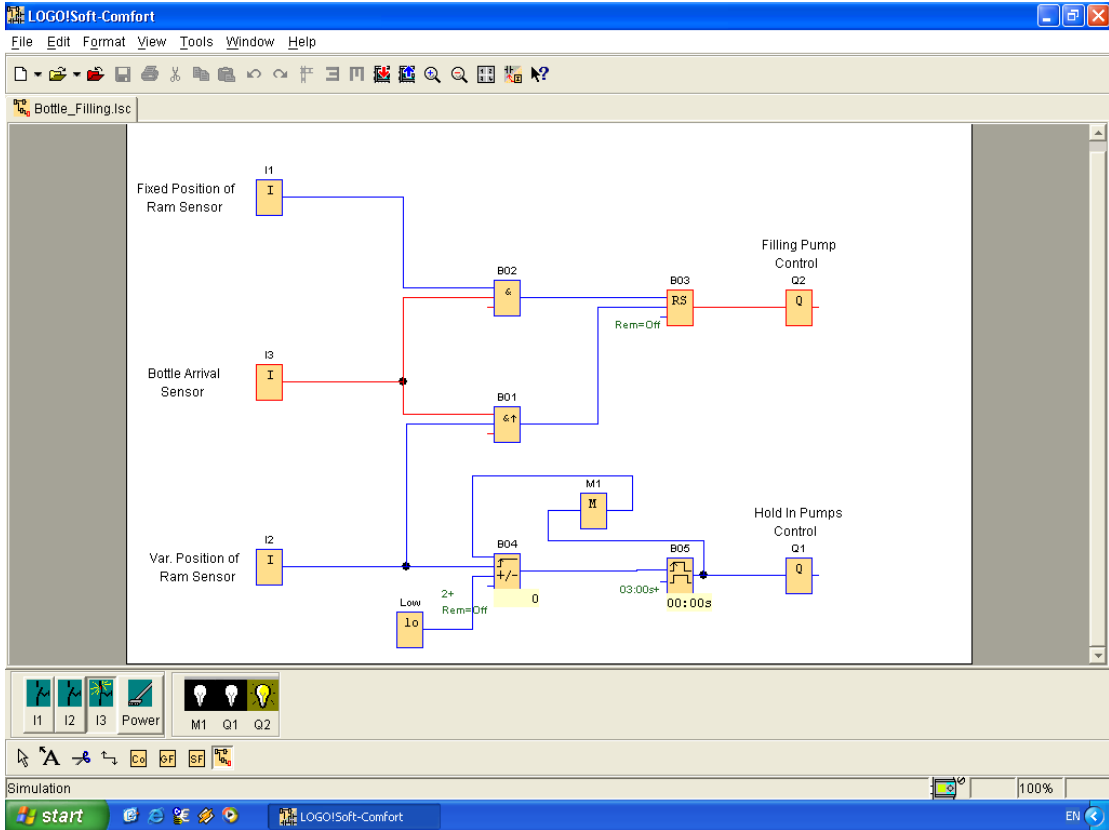 LOGO!Soft-Comfort
File Edit Format View Tools Window Help
Bottle_Filling.lsc
I1
Fixed Position of
Ram Sensor
I
Filling Pump
Control
B02
B03
Q2
&
RS
Q
Rem=Off
I3
Bottle Arrival
Sensor
I
B01
&↑
M1
M
Hold In Pumps
Control
I2
B04
B05
Q1
Var. Position of
Ram Sensor
I
+/-
Q
2+
Rem=Off
0
03:00s+
00:00s
Low
lo
I1 I2 I3 Power M1 Q1 Q2
A Co GF SF
Simulation 100%
start LOGO!Soft-Comfort EN